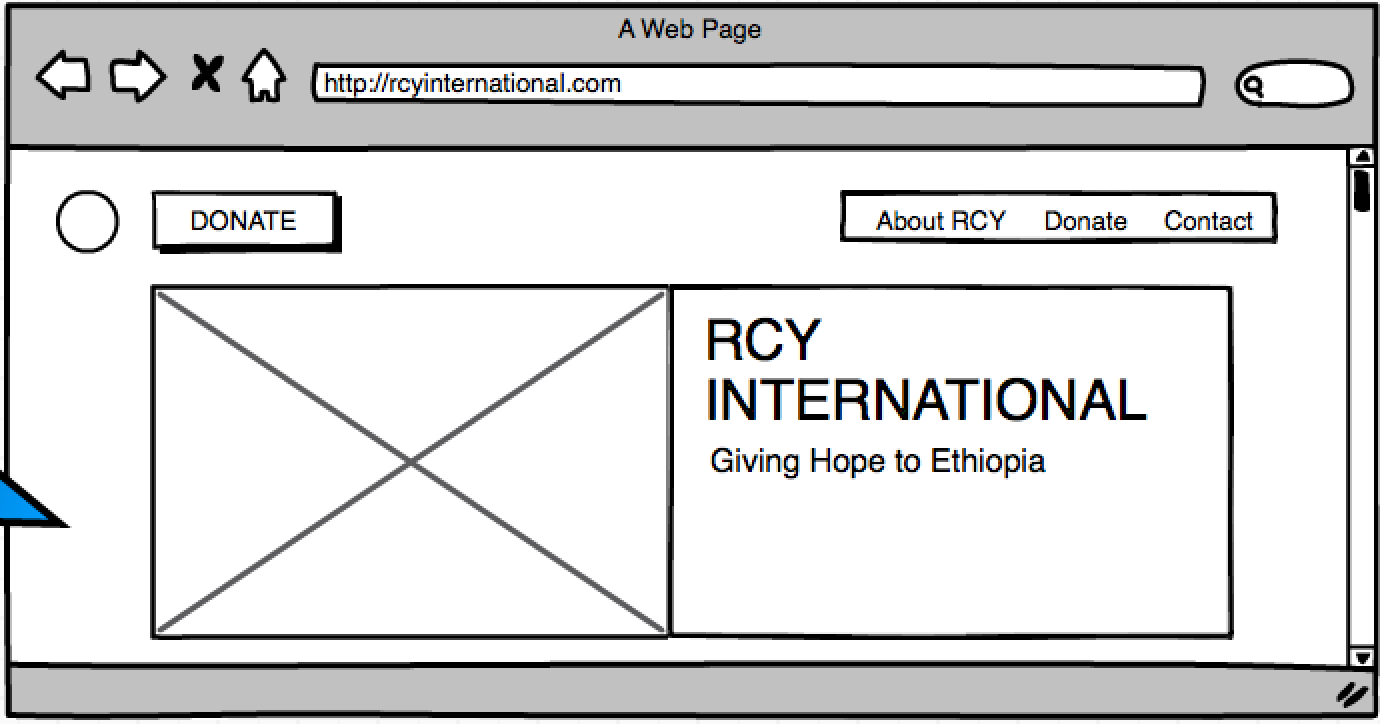 A Web Page
http://rcyinternational.com
DONATE
About RCY Donate Contact
RCY
INTERNATIONAL
Giving Hope to Ethiopia